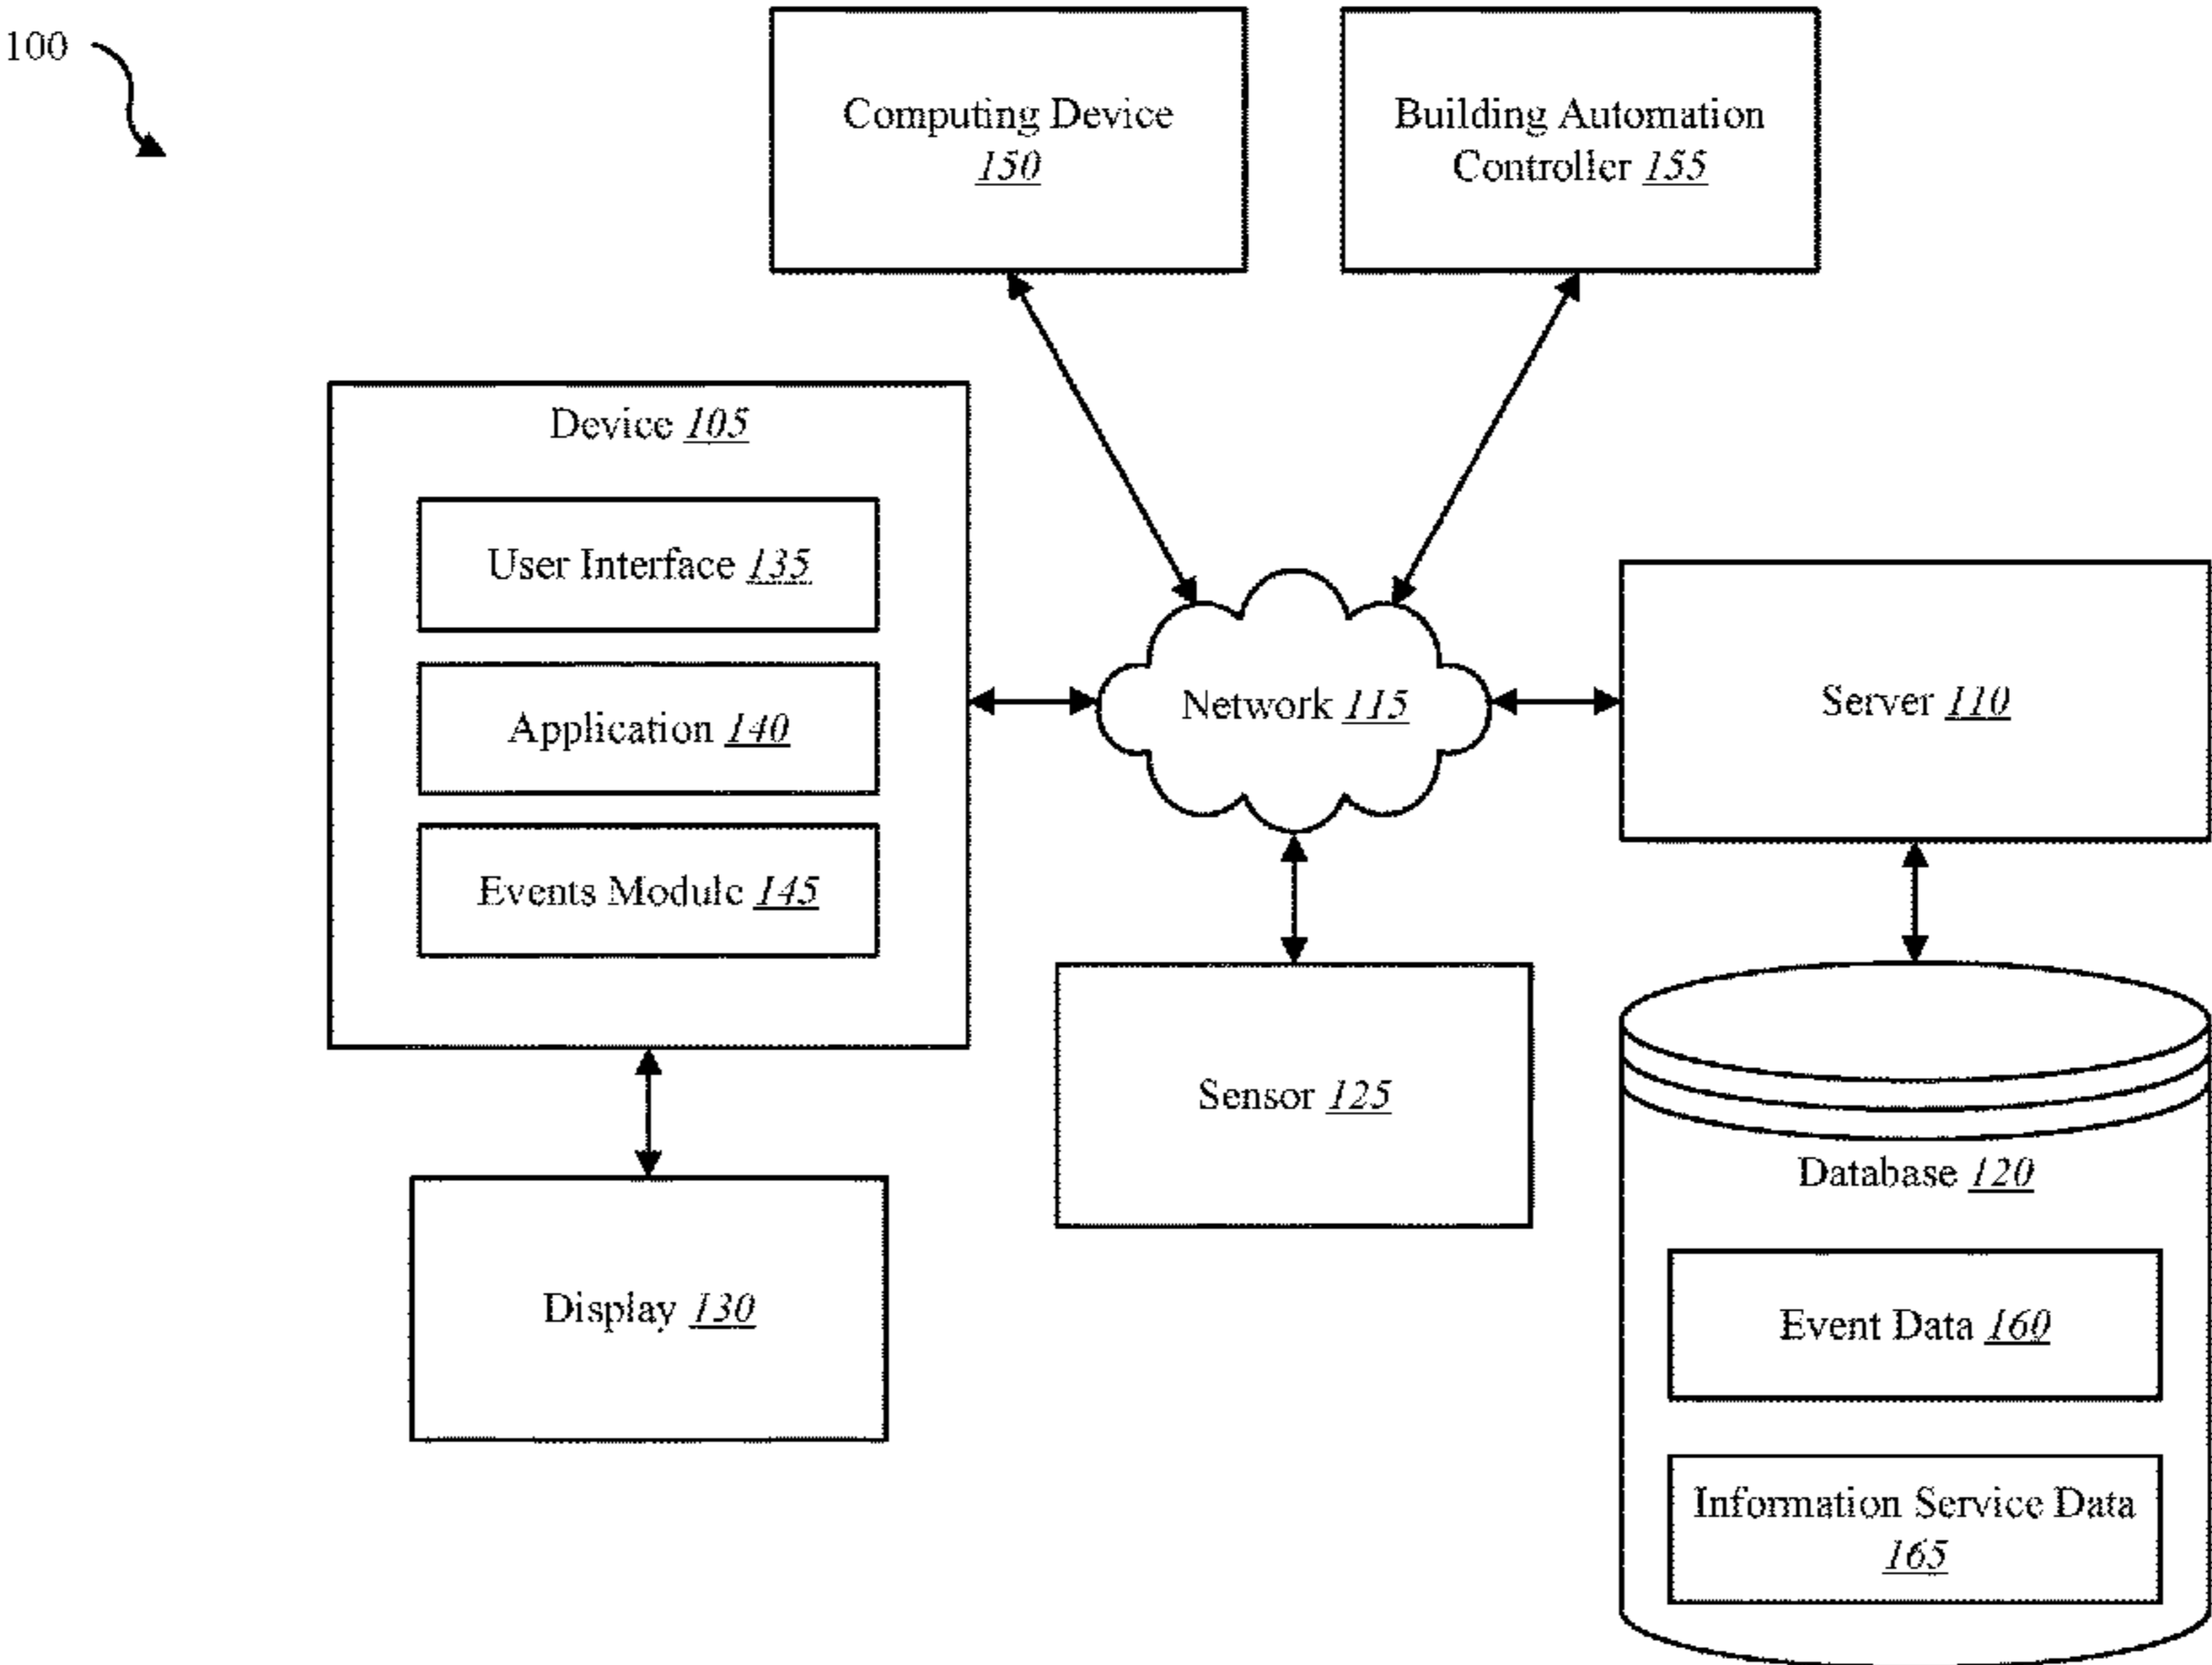 100
Computing Device
150
Building Automation
Controller 155
Device 105
User Interface 135
Application 140
Events Module 145
Network 115
Server 110
Sensor 125
Display 130
Database 120
Event Data 160
Information Service Data
165